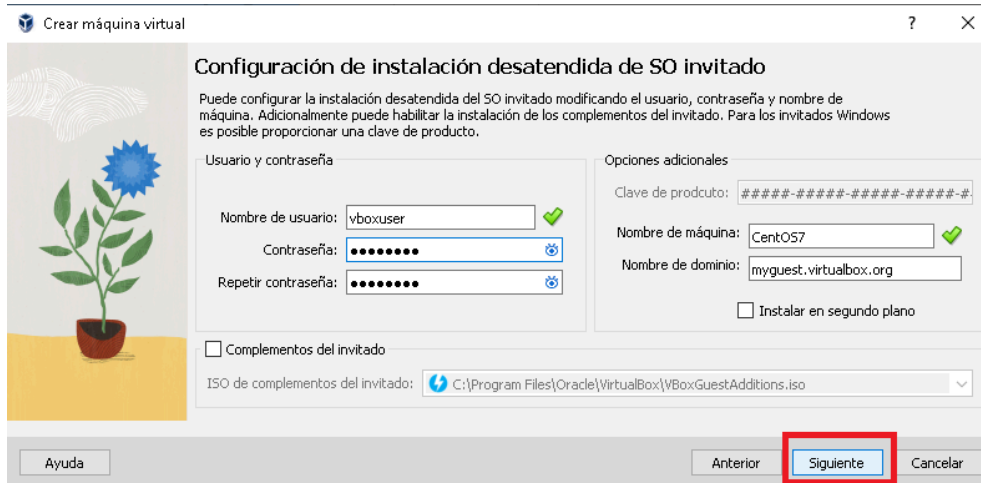 Crear máquina virtual
?
Configuración de instalación desatendida de SO invitado
Puede configurar la instalación desatendida del SO invitado modificando el usuario, contraseña y nombre de
máquina. Adicionalmente puede habilitar la instalación de los complementos del invitado. Para los invitados Windows
es posible proporcionar una clave de producto.
Usuario y contraseña
Nombre de usuario: vboxuser
Contraseña: ●●●●●●●●
Repetir contraseña: ●●●●●●●●
Opciones adicionales
Clave de prodcuto: #####-#####-#####-#####-#
Nombre de máquina: CentOS7
Nombre de dominio: myguest.virtualbox.org
Instalar en segundo plano
Complementos del invitado
ISO de complementos del invitado: C:\Program Files\Oracle\VirtualBox\VBoxGuestAdditions.iso
Ayuda
Anterior
Siguiente
Cancelar